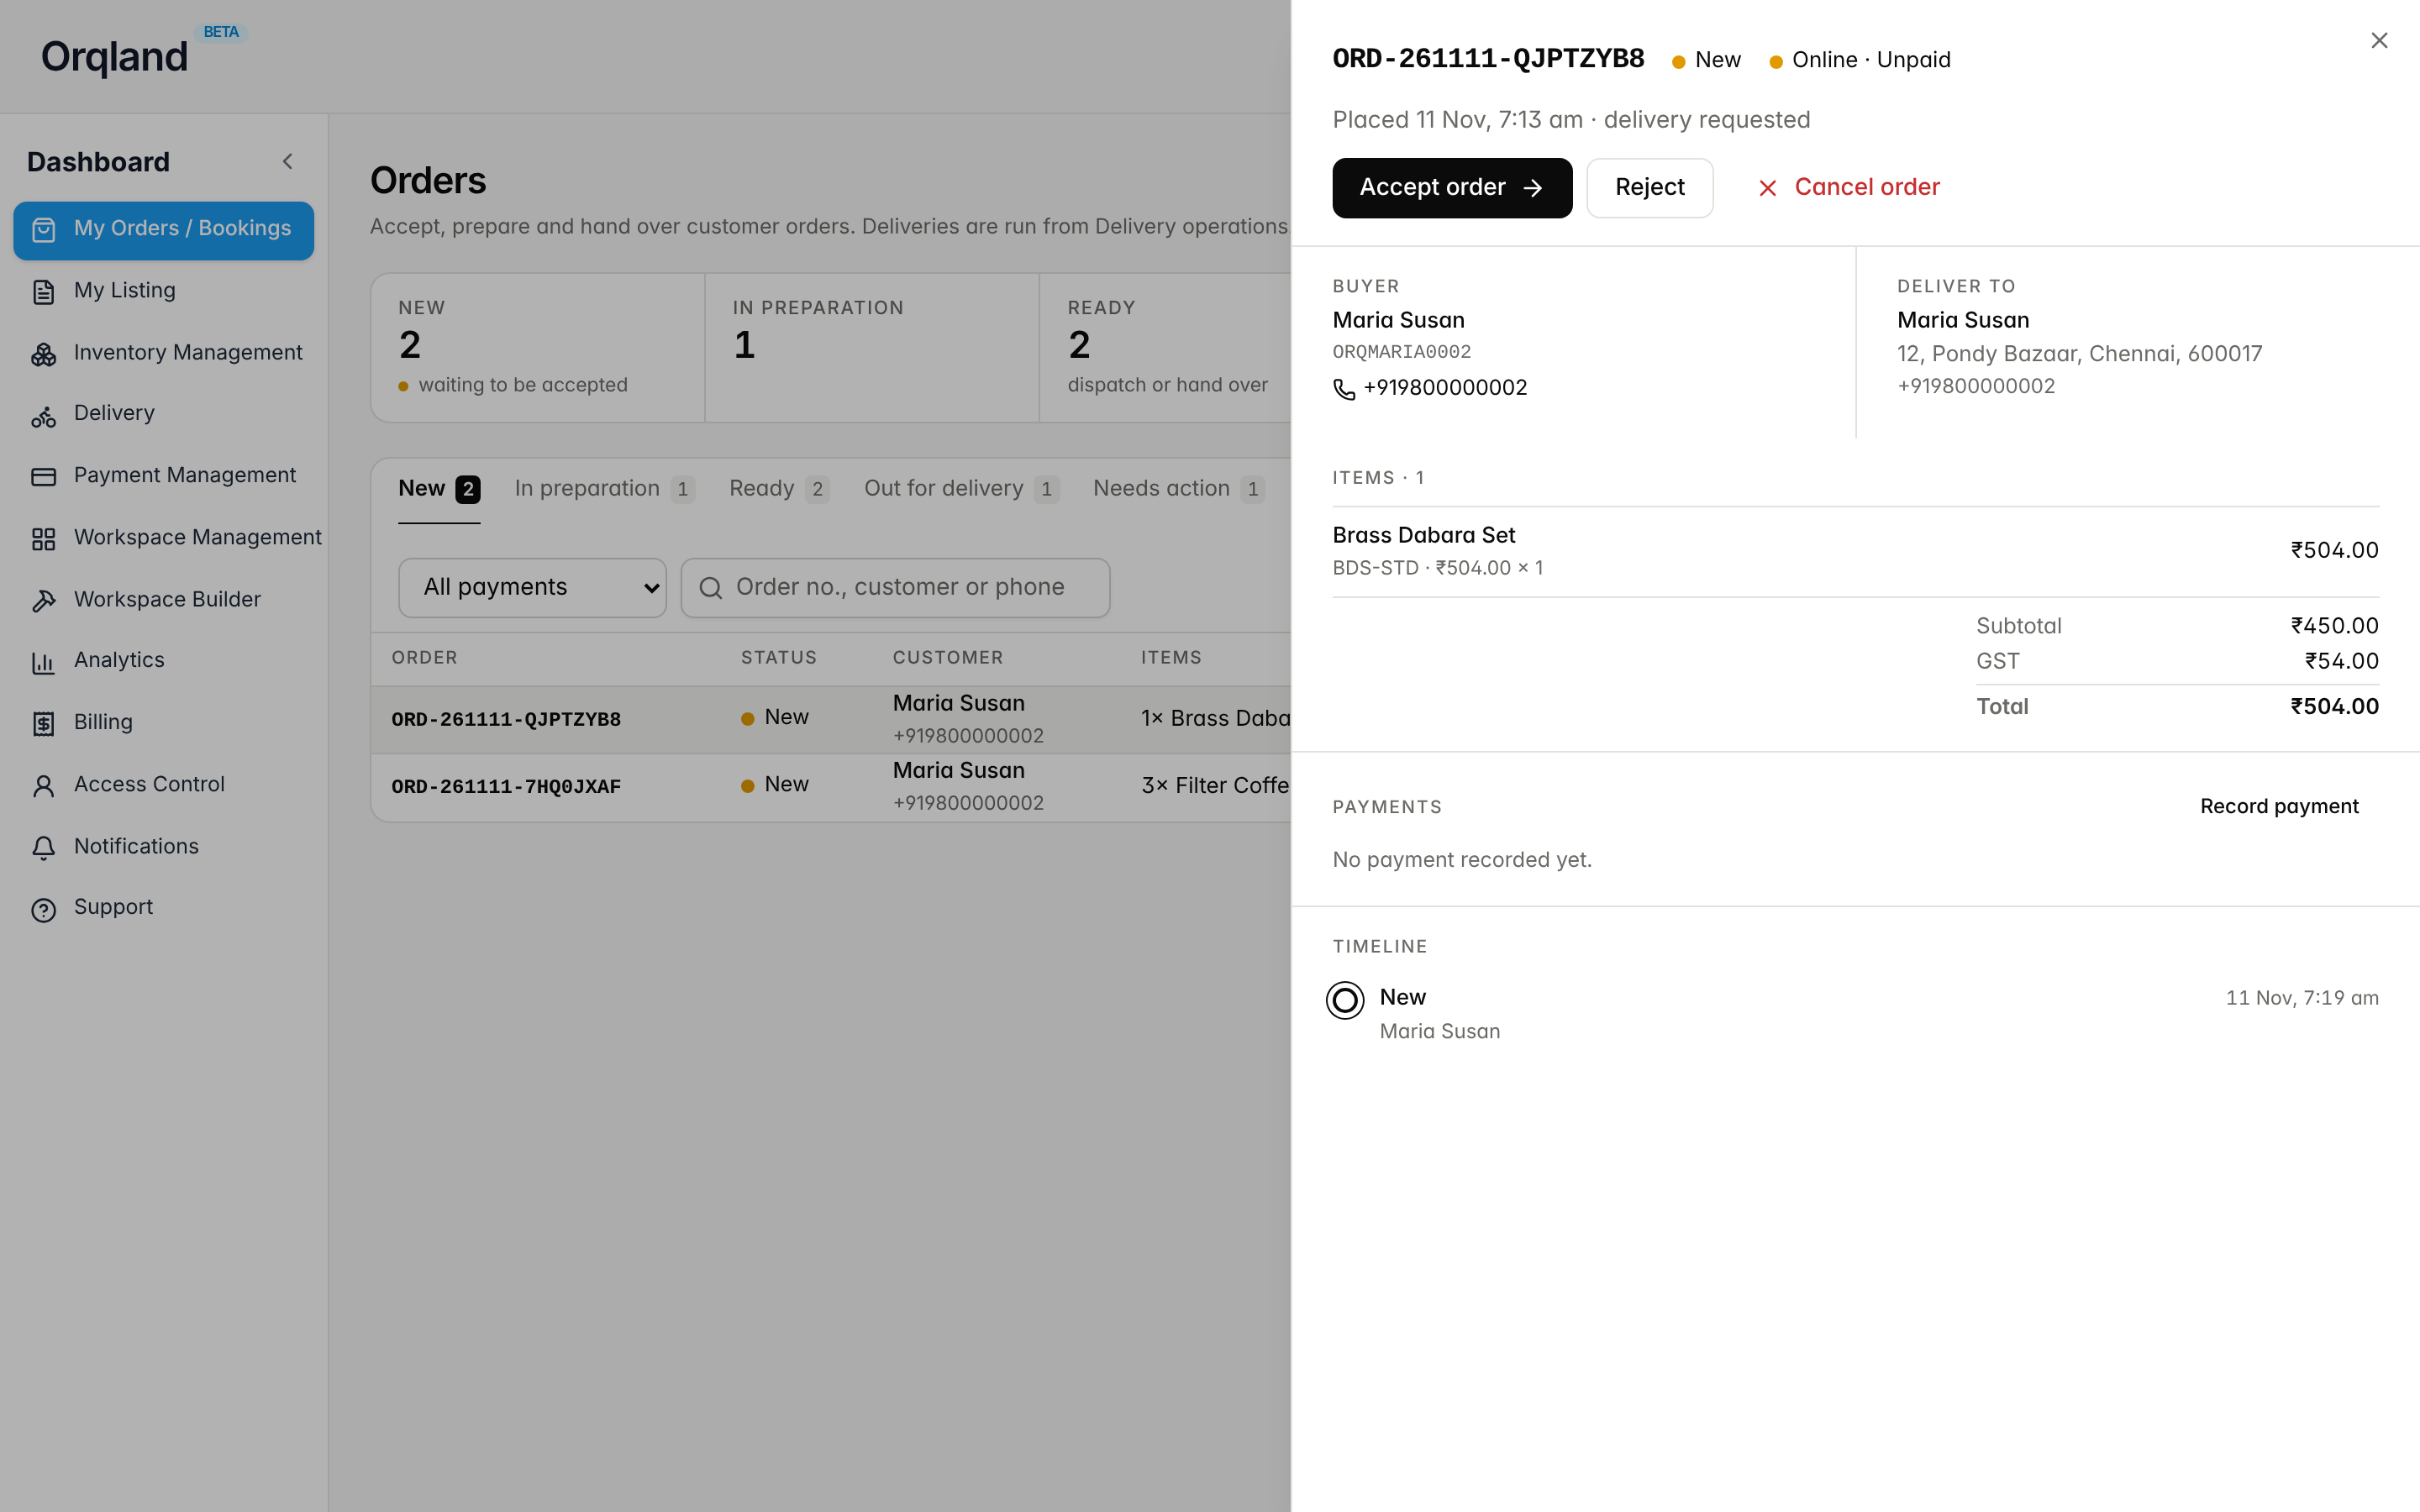 Orqland BETA
Dashboard
My Orders / Bookings
My Listing
Inventory Management
Delivery
Payment Management
Workspace Management
Workspace Builder
Analytics
Billing
Access Control
Notifications
Support
Orders
Accept, prepare and hand over customer orders. Deliveries are run from Delivery operations.
NEW
2
waiting to be accepted
IN PREPARATION
1
READY
2
dispatch or hand over
New 2 In preparation 1 Ready 2 Out for delivery 1 Needs action 1
All payments Order no., customer or phone
ORDER STATUS CUSTOMER ITEMS
ORD-261111-QJPTZYB8 New Maria Susan 1× Brass Daba
+919800000002
ORD-261111-7HQ0JXAF New Maria Susan 3× Filter Coffe
+919800000002
ORD-261111-QJPTZYB8 New Online · Unpaid
Placed 11 Nov, 7:13 am · delivery requested
Accept order Reject Cancel order
BUYER
Maria Susan
ORQMARIA0002
+919800000002
DELIVER TO
Maria Susan
12, Pondy Bazaar, Chennai, 600017
+919800000002
ITEMS · 1
Brass Dabara Set
BDS-STD · ₹504.00 × 1
₹504.00
Subtotal ₹450.00
GST ₹54.00
Total ₹504.00
PAYMENTS Record payment
No payment recorded yet.
TIMELINE
New 11 Nov, 7:19 am
Maria Susan